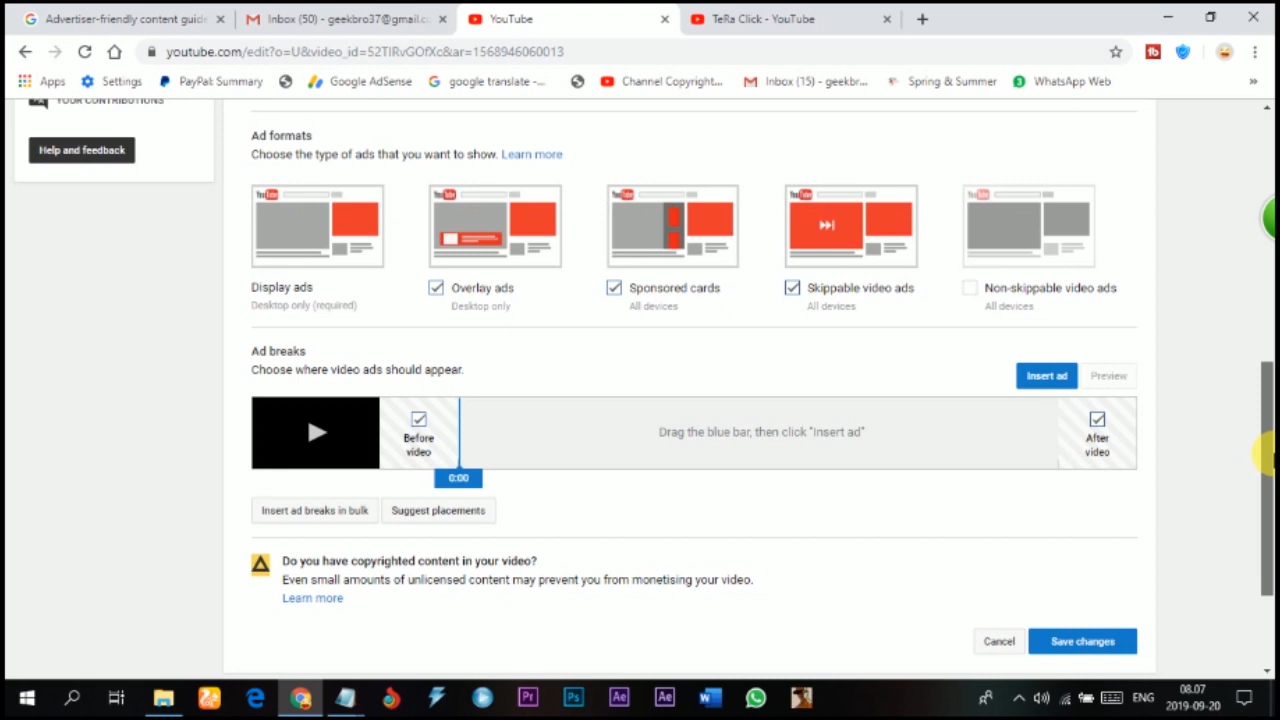 Advertiser-friendly content guide
Inbox (50) - geekbro37@gmail.co
YouTube
TeRa Click - YouTube
youtube.com/edit?o=U&video_id=52TIRvGOfXc&ar=1568946060013
Apps
Settings
PayPak Summary
Google AdSense
google translate -...
Channel Copyright...
Inbox (15) - geekbr...
Spring & Summer
WhatsApp Web
YOUR CONTRIBUTIONS
Help and feedback
Ad formats
Choose the type of ads that you want to show. Learn more
Display ads
Desktop only (required)
Overlay ads
Desktop only
Sponsored cards
All devices
Skippable video ads
All devices
Non-skippable video ads
All devices
Ad breaks
Choose where video ads should appear.
Insert ad
Preview
Before
video
Drag the blue bar, then click "Insert ad"
After
video
0:00
Insert ad breaks in bulk
Suggest placements
Do you have copyrighted content in your video?
Even small amounts of unlicensed content may prevent you from monetising your video.
Learn more
Cancel
Save changes
ENG
08.07
2019-09-20